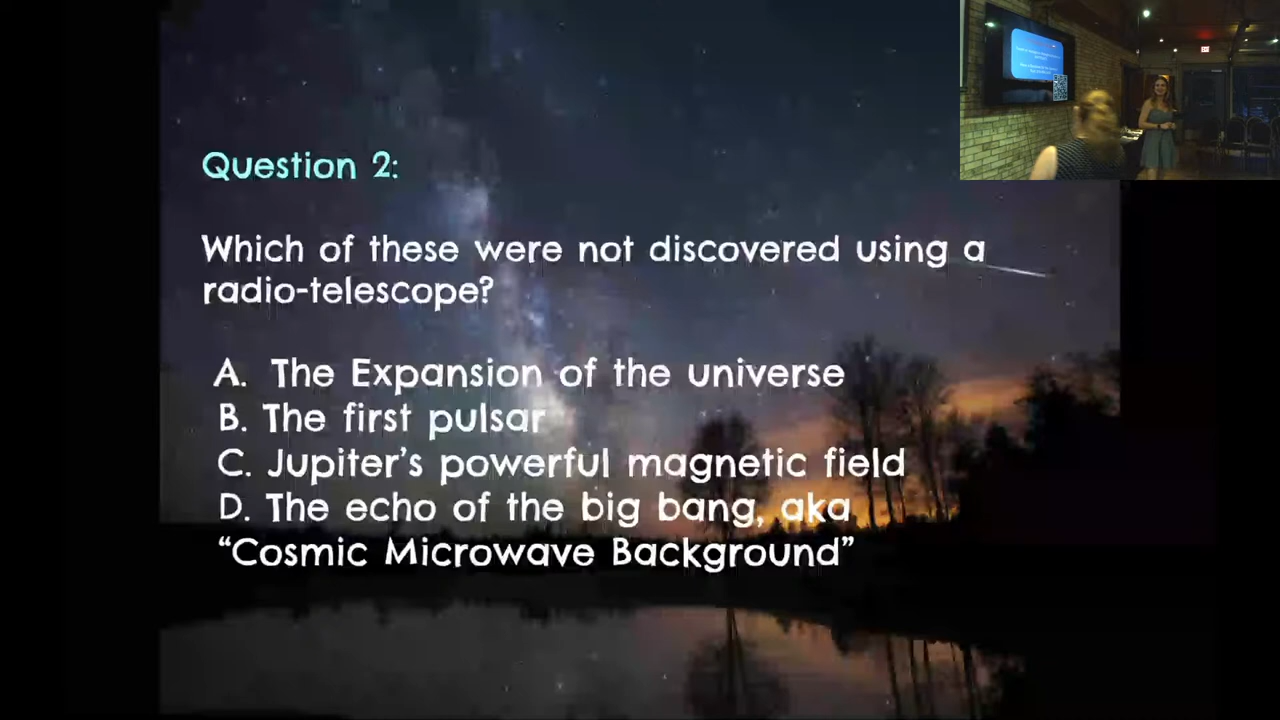 Question 2:
Which of these were not discovered using a
radio-telescope?
A. The Expansion of the universe
B. The first pulsar
C. Jupiter’s powerful magnetic field
D. The echo of the big bang, aka
“Cosmic Microwave Background”